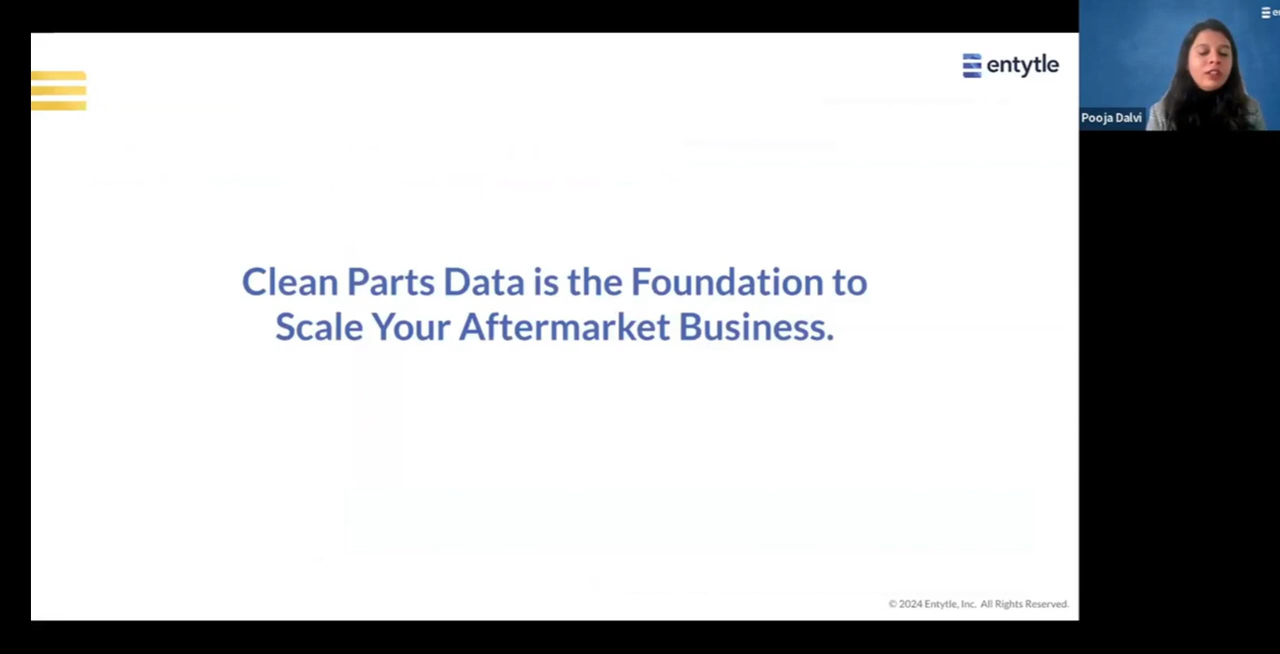 entytle
Pooja Dalvi
Clean Parts Data is the Foundation to
Scale Your Aftermarket Business.
© 2024 Entytle, Inc. All Rights Reserved.